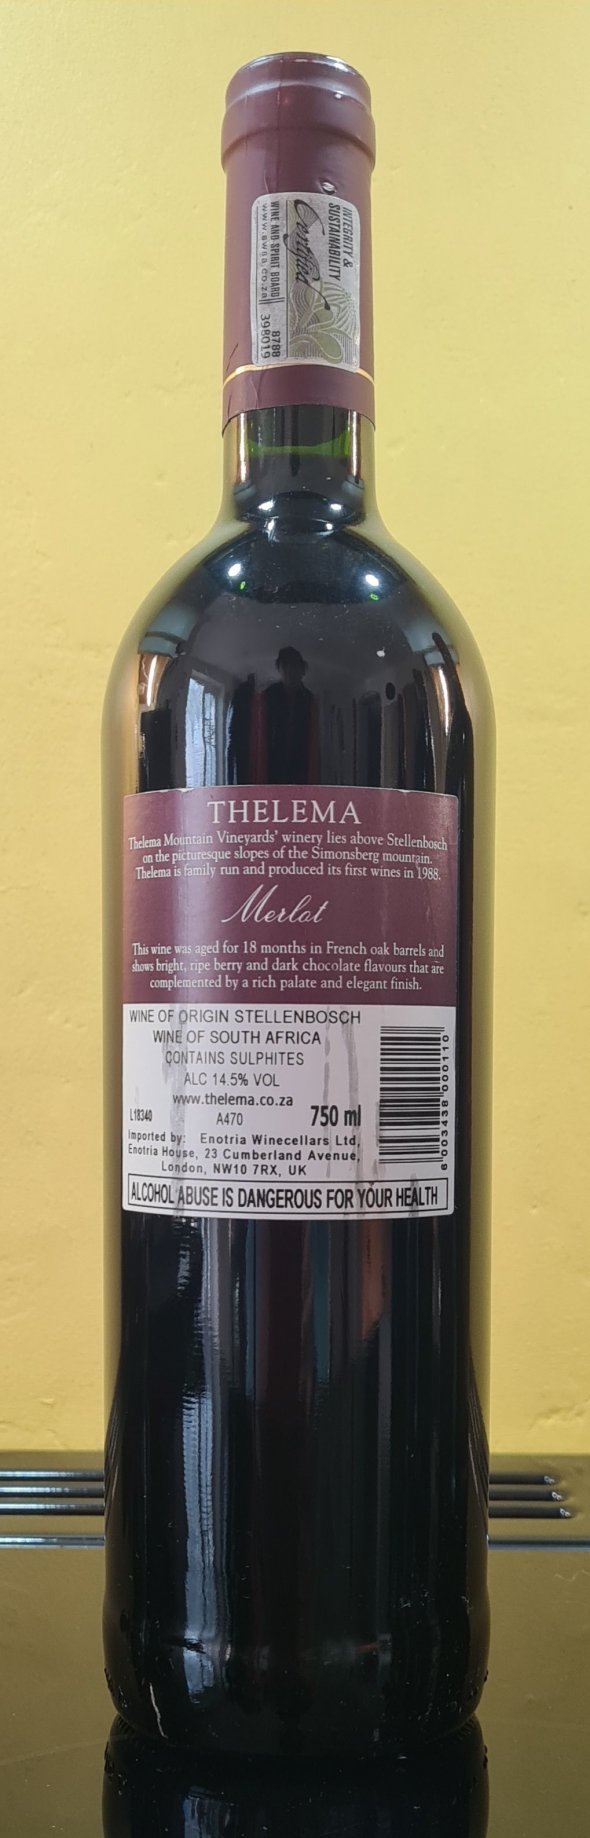 INTEGRITY &
SUSTAINABILITY
Certified
WINE AND SPIRIT BOARD
www.swsa.co.za
8788
398019
THELEMA
Thelema Mountain Vineyards' winery lies above Stellenbosch
on the picturesque slopes of the Simonsberg mountain.
Thelema is family run and produced its first wines in 1988.
Merlot
This wine was aged for 18 months in French oak barrels and
shows bright, ripe berry and dark chocolate flavours that are
complemented by a rich palate and elegant finish.
WINE OF ORIGIN STELLENBOSCH
WINE OF SOUTH AFRICA
CONTAINS SULPHITES
ALC 14.5% VOL
www.thelema.co.za
L18340 A470 750 ml
6 003438 000110
Imported by: Enotria Winecellars Ltd,
Enotria House, 23 Cumberland Avenue,
London, NW10 7RX, UK
ALCOHOL ABUSE IS DANGEROUS FOR YOUR HEALTH